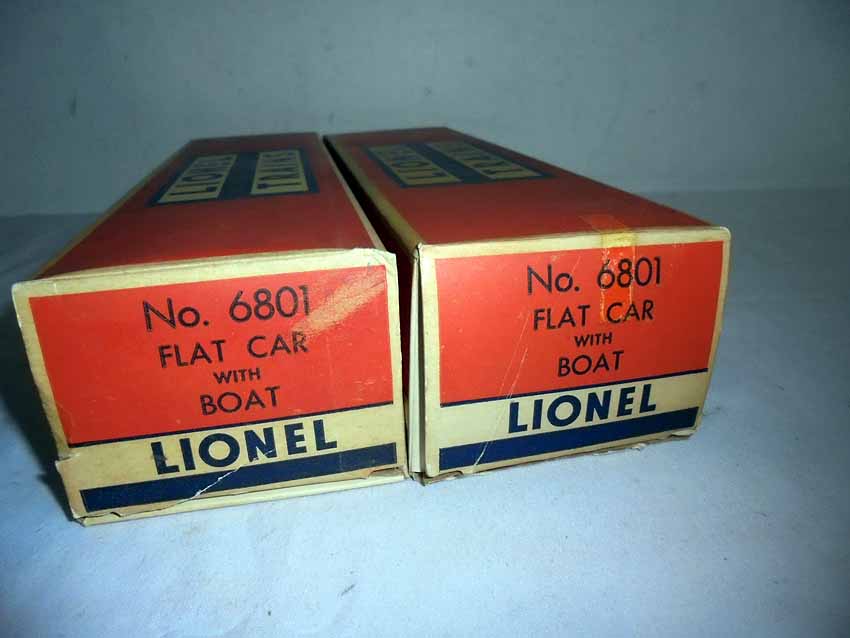 LIONEL
TRAINS
LIONEL
TRAINS
No. 6801
FLAT CAR
WITH
BOAT
LIONEL
No. 6801
FLAT CAR
WITH
BOAT
LIONEL